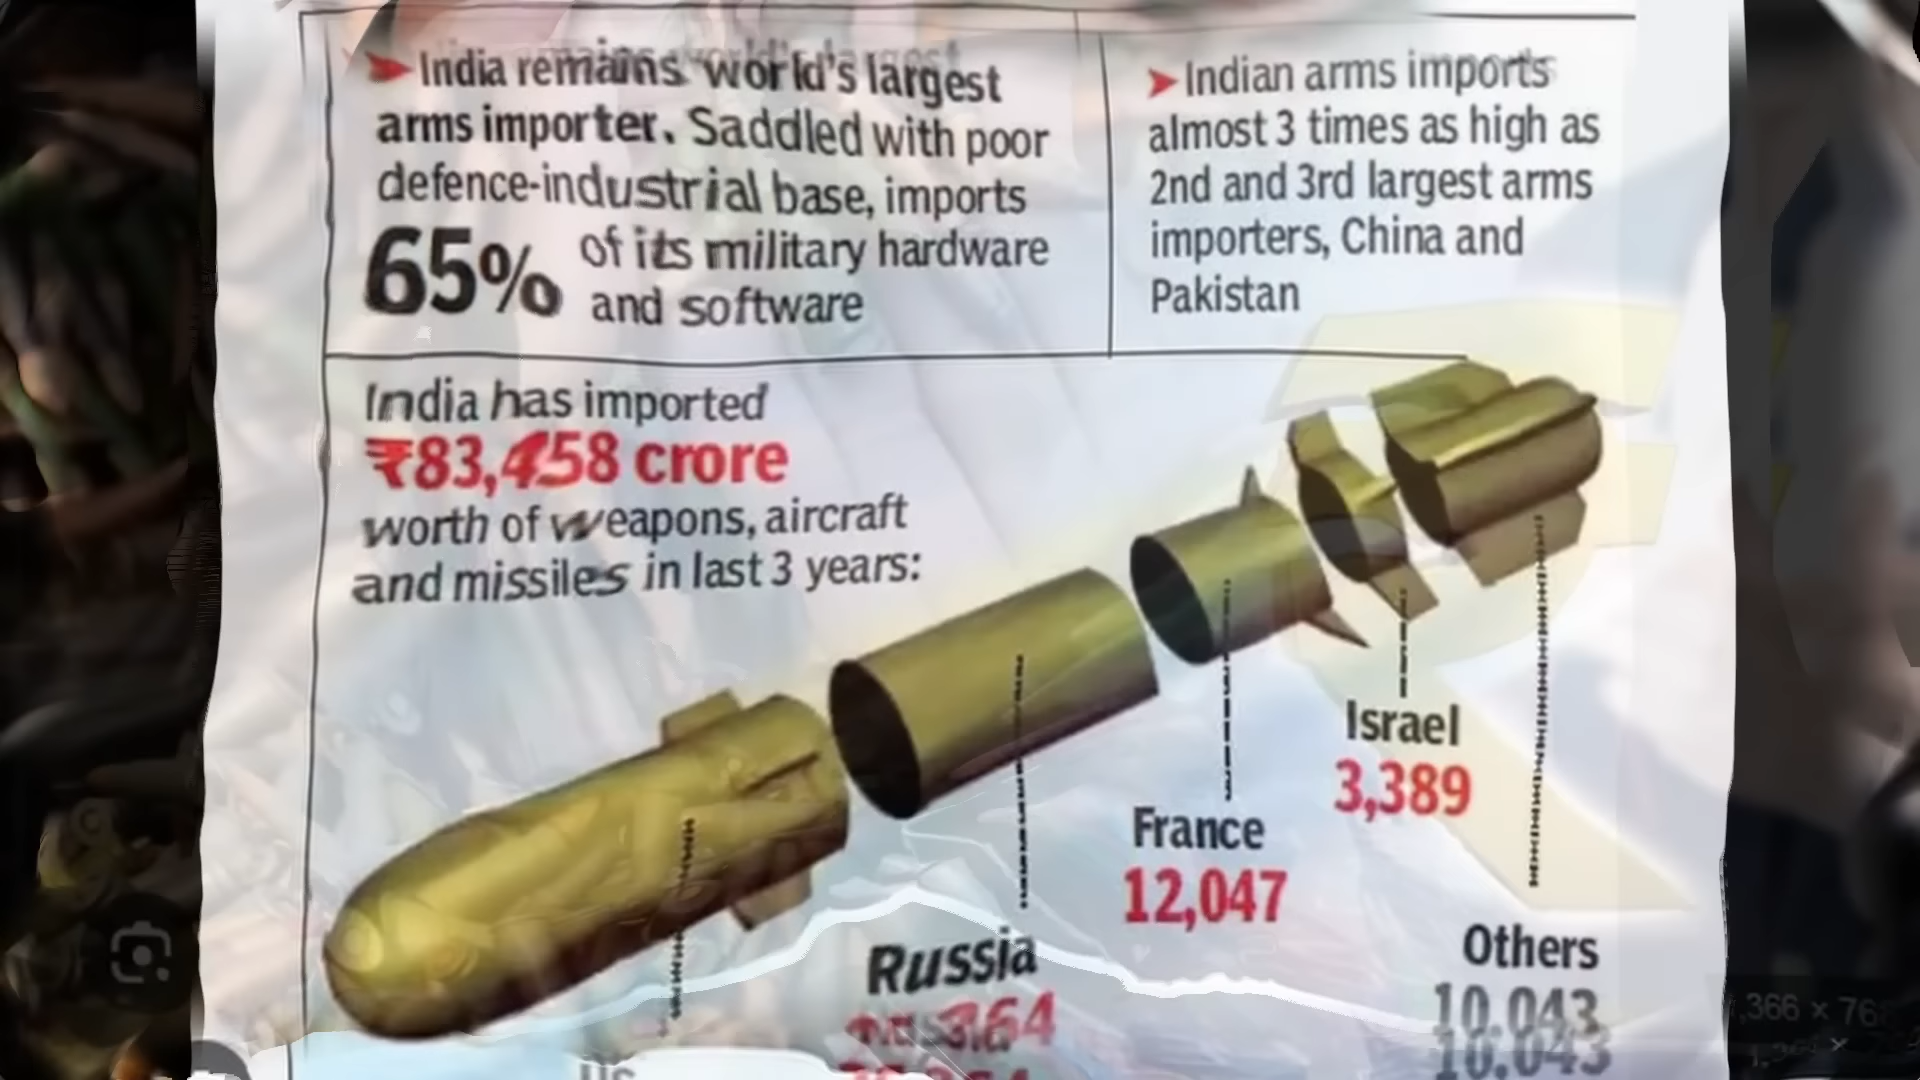 India remains world's largest
arms importer. Saddled with poor
defence-industrial base, imports
65% of its military hardware
and software
Indian arms imports
almost 3 times as high as
2nd and 3rd largest arms
importers, China and
Pakistan
India has imported
₹83,458 crore
worth of weapons, aircraft
and missiles in last 3 years:
Israel
3,389
France
12,047
Russia
Others
10,043
US